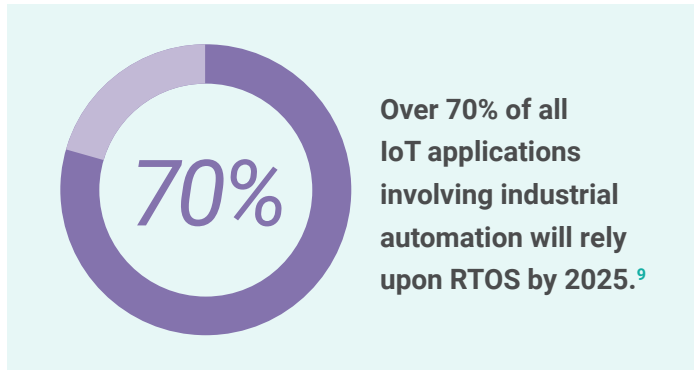 70%
Over 70% of all
IoT applications
involving industrial
automation will rely
upon RTOS by 2025.9